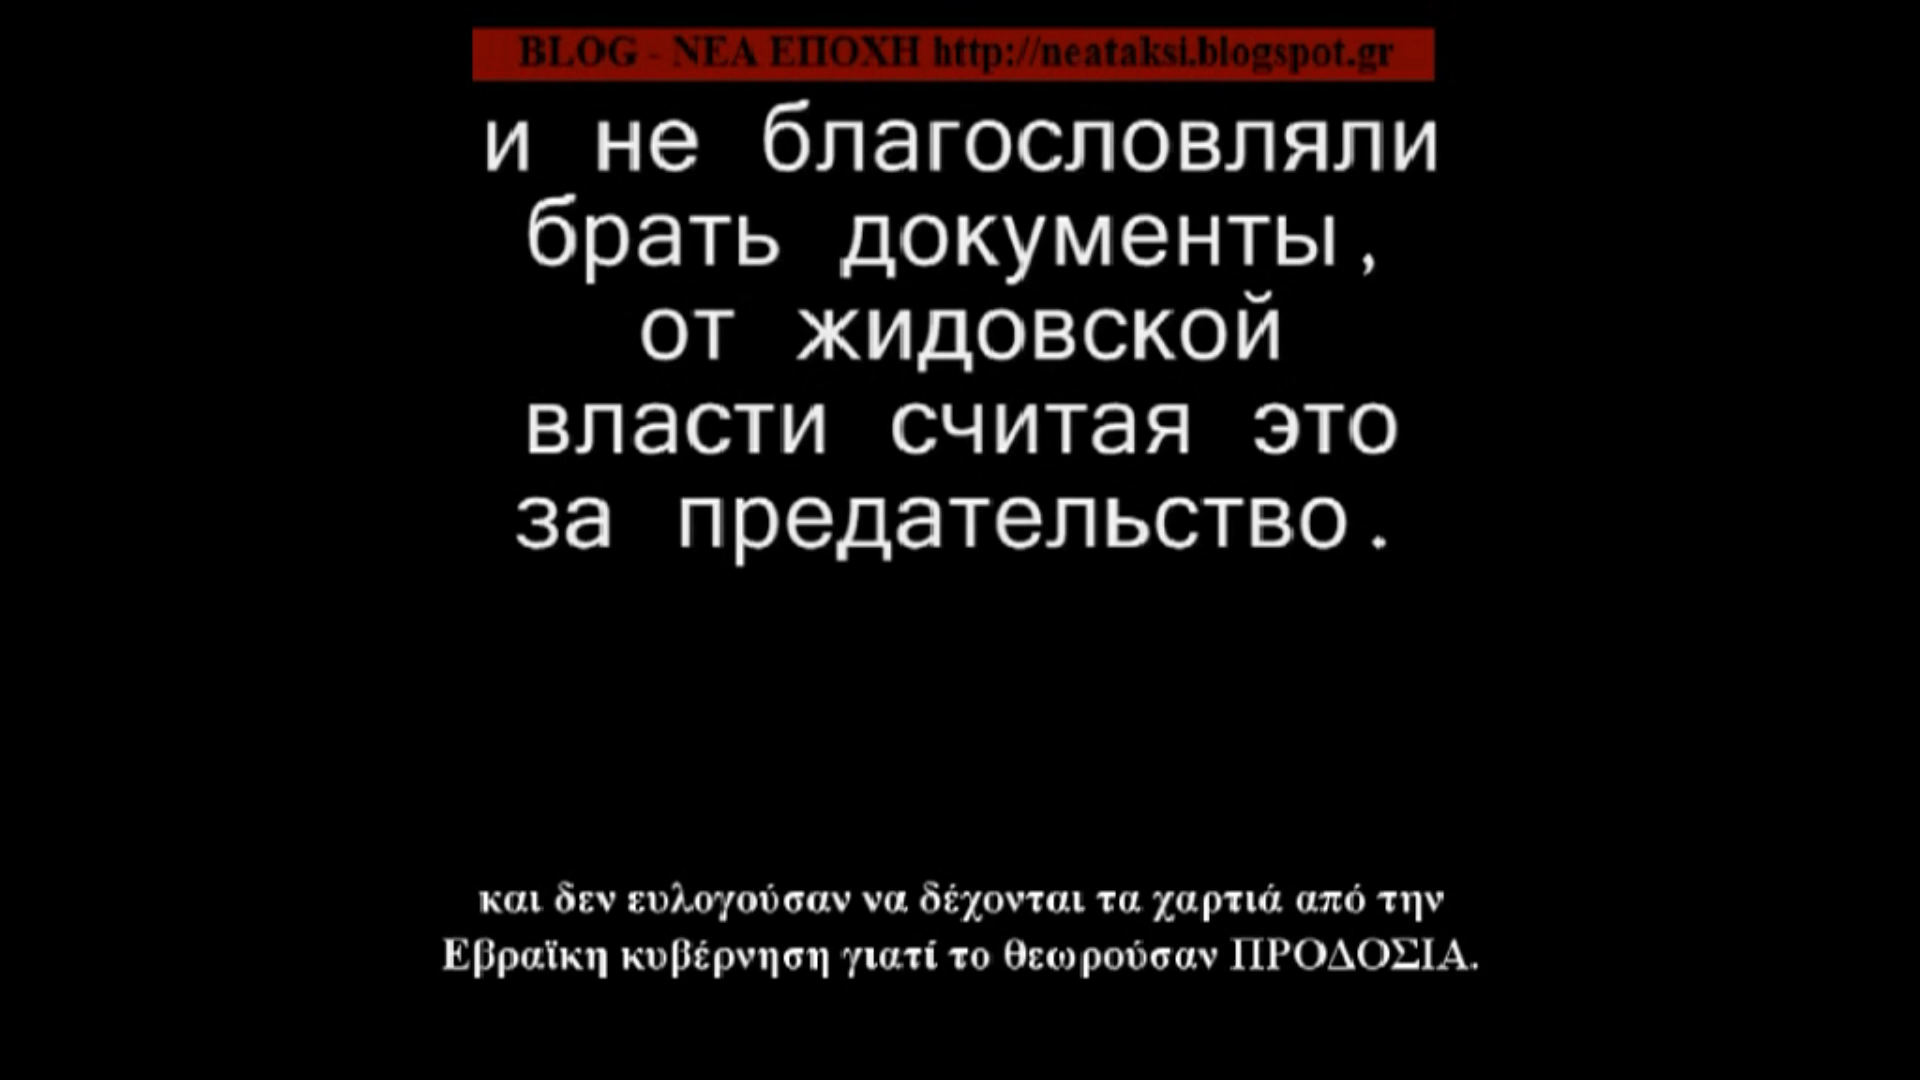 BLOG - ΝΕΑ ΕΠΟΧΗ http://neataksi.blogspot.gr
и не благословляли
брать документы,
от жидовской
власти считая это
за предательство.
και δεν ευλογούσαν να δέχονται τα χαρτιά από την
Εβραϊκη κυβέρνηση γιατί το θεωρούσαν ΠΡΟΔΟΣΙΑ.